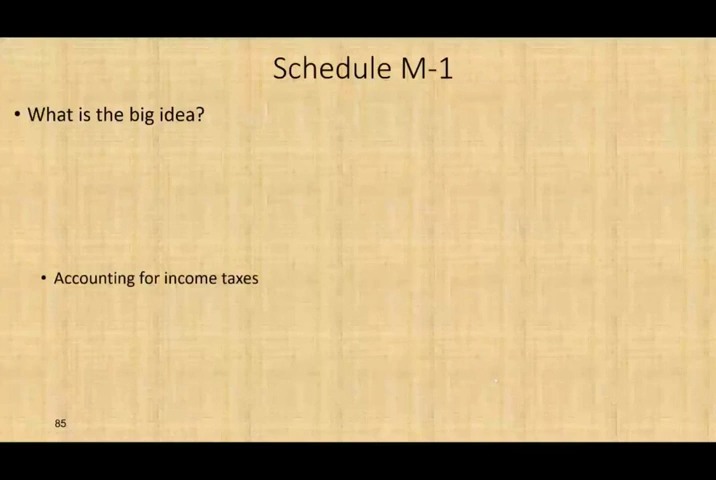 Schedule M-1
• What is the big idea?
• Accounting for income taxes
85